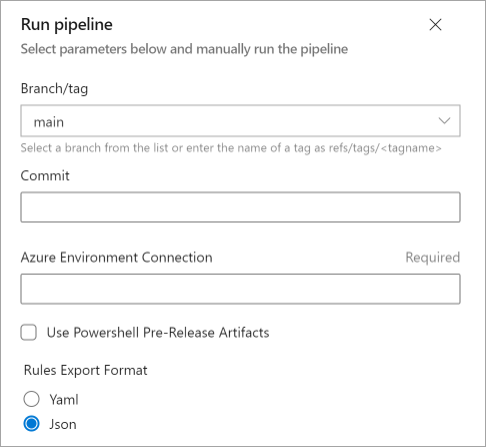 Run pipeline
Select parameters below and manually run the pipeline
Branch/tag
main
Select a branch from the list or enter the name of a tag as refs/tags/<tagname>
Commit
Azure Environment Connection Required
Use Powershell Pre-Release Artifacts
Rules Export Format
Yaml
Json